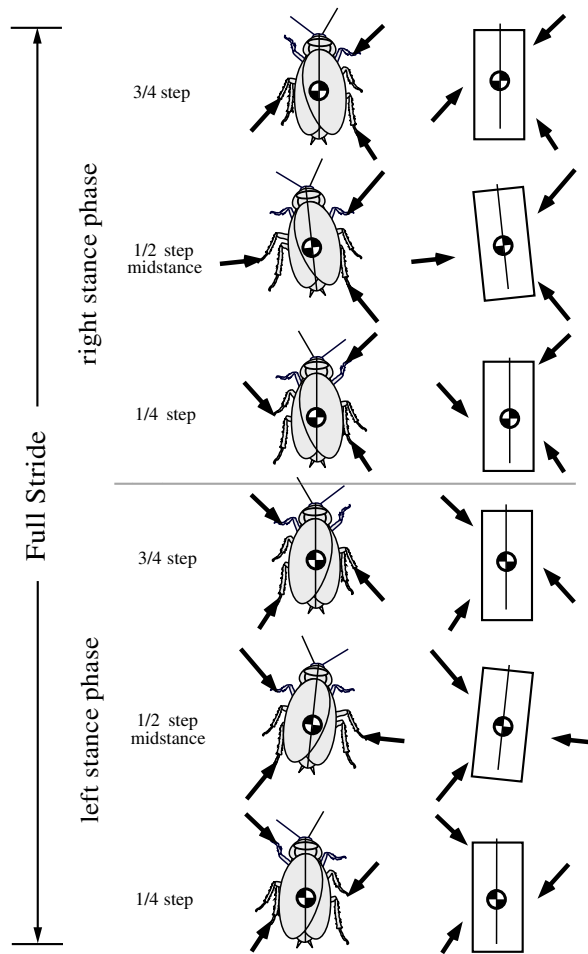 3/4 step
right stance phase
1/2 step
midstance
1/4 step
Full Stride
3/4 step
left stance phase
1/2 step
midstance
1/4 step